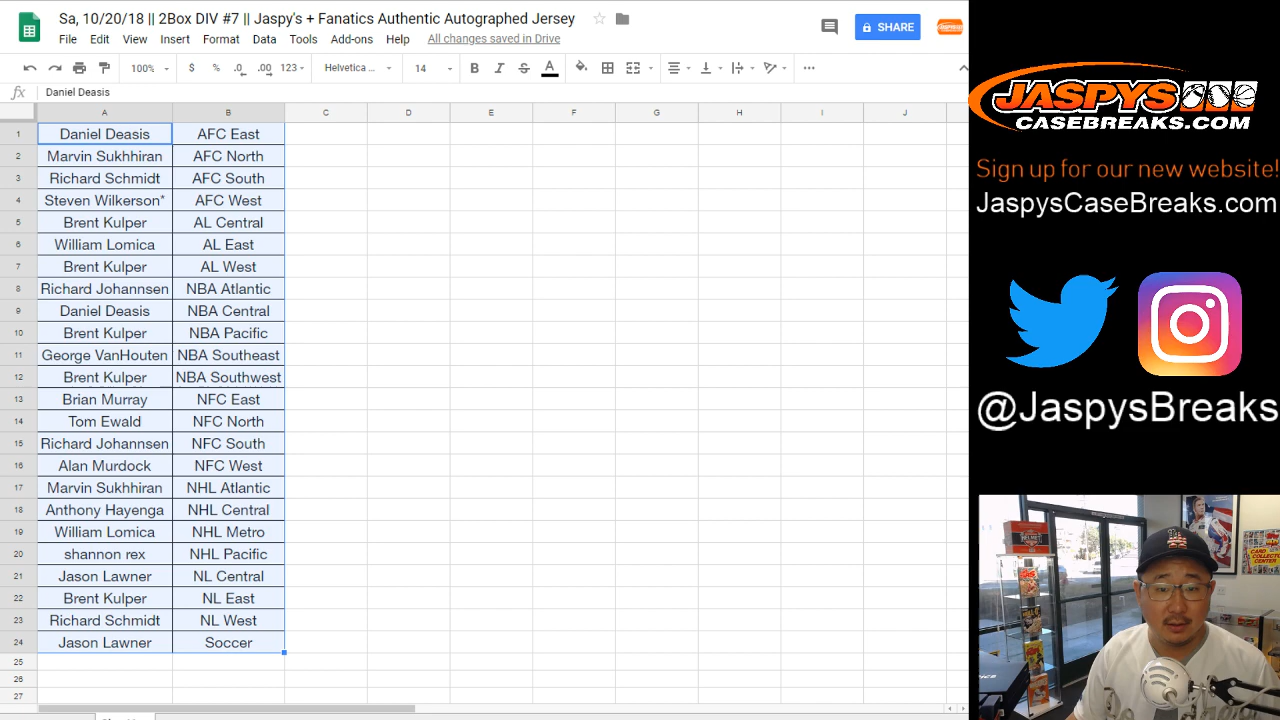 Sa, 10/20/18 || 2Box DIV #7 || Jaspy's + Fanatics Authentic Autographed Jersey
File Edit View Insert Tools Add-ons Help All changes saved in Drive
SHARE
100% $ % .0 .00 123 Helvetica ... 14 B I S A
fx Daniel Deasis
A B C D E F G H I J
1 Daniel Deasis AFC East
2 Marvin Sukhhiran AFC North
3 Richard Schmidt AFC South
4 Steven Wilkerson* AFC West
5 Brent Kulper AL Central
6 William Lomica AL East
7 Brent Kulper AL West
8 Richard Johannsen NBA Atlantic
9 Daniel Deasis NBA Central
10 Brent Kulper NBA Pacific
11 George VanHouten NBA Southeast
12 Brent Kulper NBA Southwest
13 Brian Murray NFC East
14 Tom Ewald NFC North
15 Richard Johannsen NFC South
16 Alan Murdock NFC West
17 Marvin Sukhhiran NHL Atlantic
18 Anthony Hayenga NHL Central
19 William Lomica NHL Metro
20 shannon rex NHL Pacific
21 Jason Lawner NL Central
22 Brent Kulper NL East
23 Richard Schmidt NL West
24 Jason Lawner Soccer
25
26
27
JASPYS
CASEBREAKS.COM
Sign up for our new website!
JaspysCaseBreaks.com
@JaspysBreaks
HELMET
CARD
COLLECTOR
CENTER